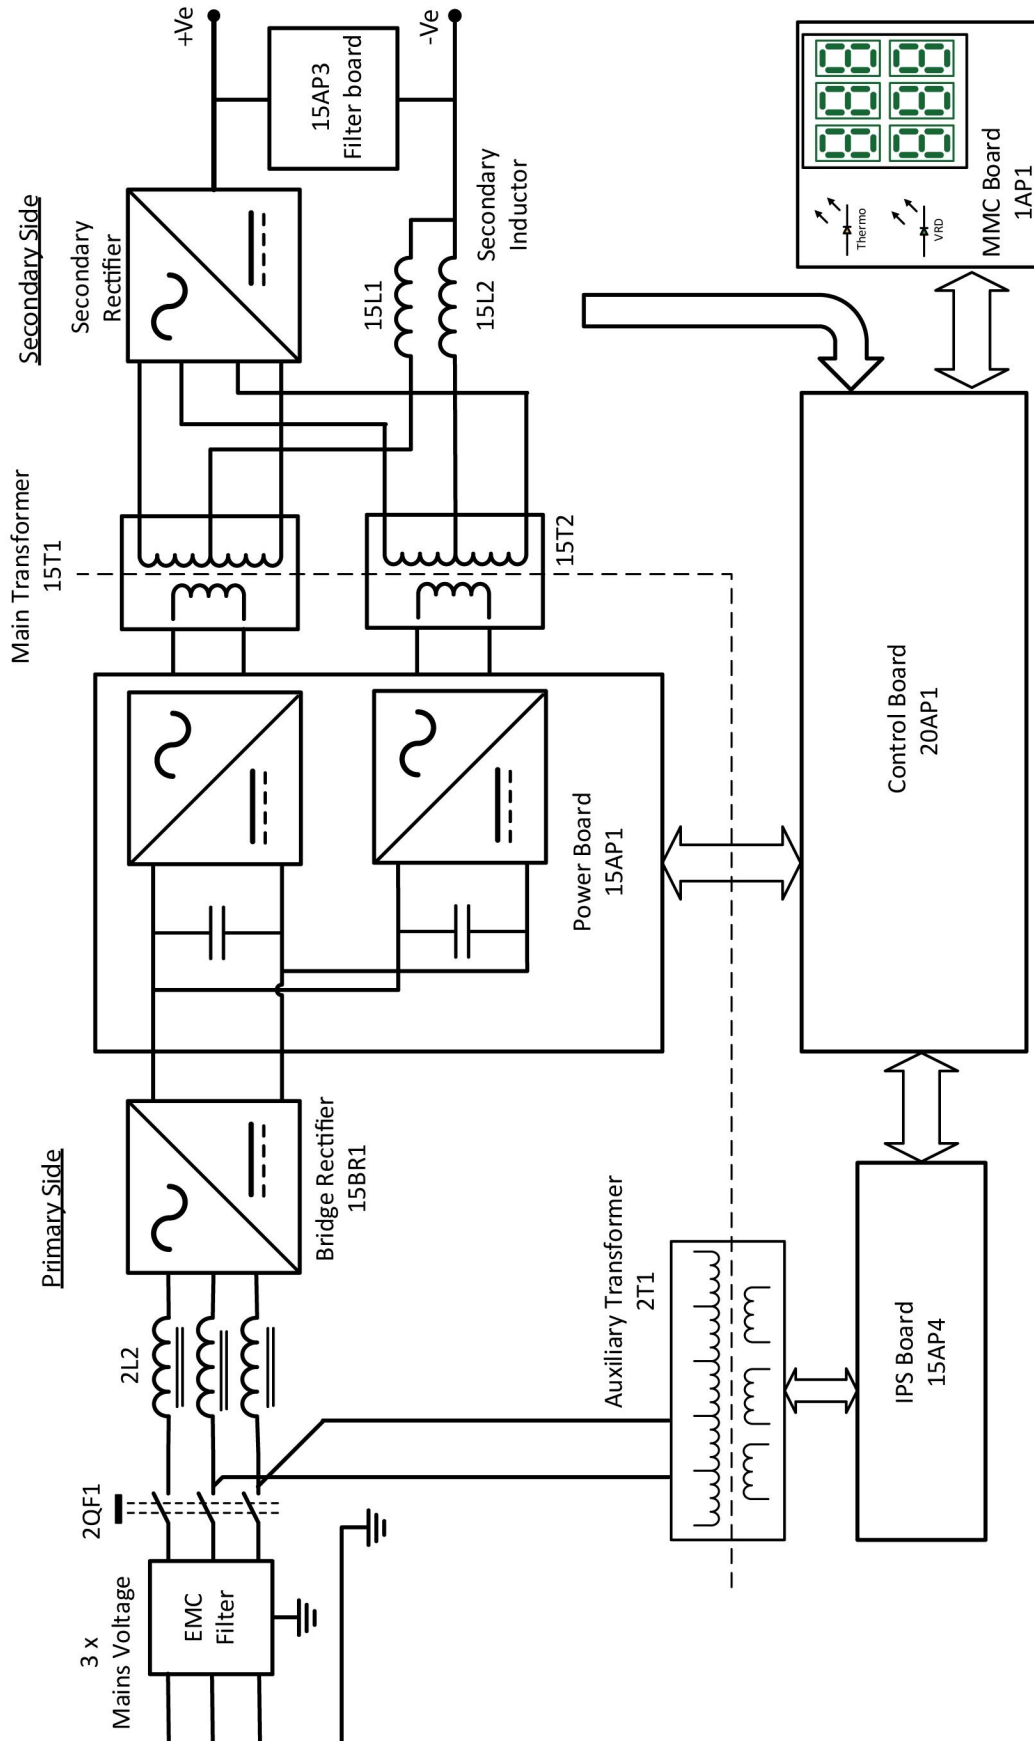 Primary Side
Secondary Side
3 x
Mains Voltage
EMC
Filter
2QF1
2L2
Bridge Rectifier
15BR1
Power Board
15AP1
Main Transformer
15T1
15T2
Secondary
Rectifier
15L1
15L2
Secondary
Inductor
15AP3
Filter board
+Ve
-Ve
Auxiliary Transformer
2T1
IPS Board
15AP4
Control Board
20AP1
Thermo
VRD
888
888
MMC Board
1AP1